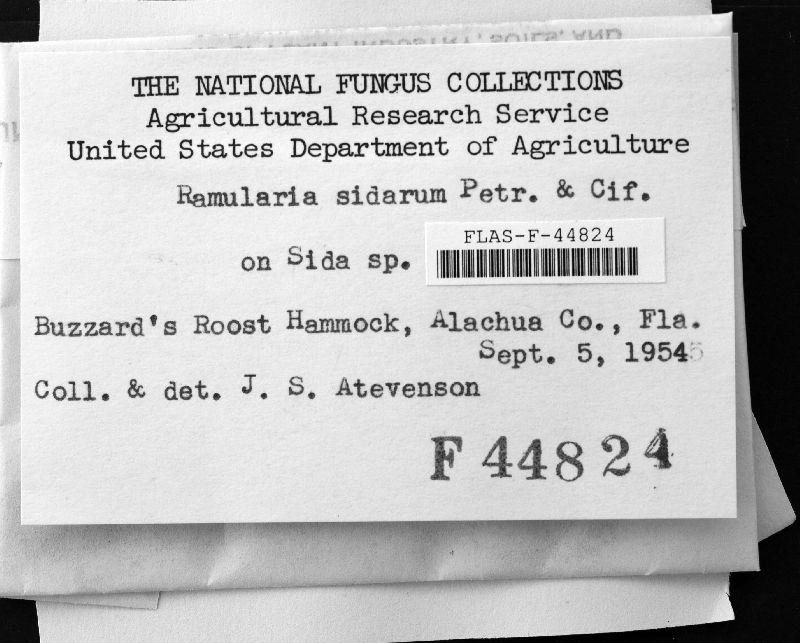 THE NATIONAL FUNGUS COLLECTIONS
Agricultural Research Service
United States Department of Agriculture
Ramularia sidarum Petr. & Cif.
FLAS-F-44824
on Sida sp.
Buzzard's Roost Hammock, Alachua Co., Fla.
Sept. 5, 1954
Coll. & det. J. S. Atevenson
F 44824